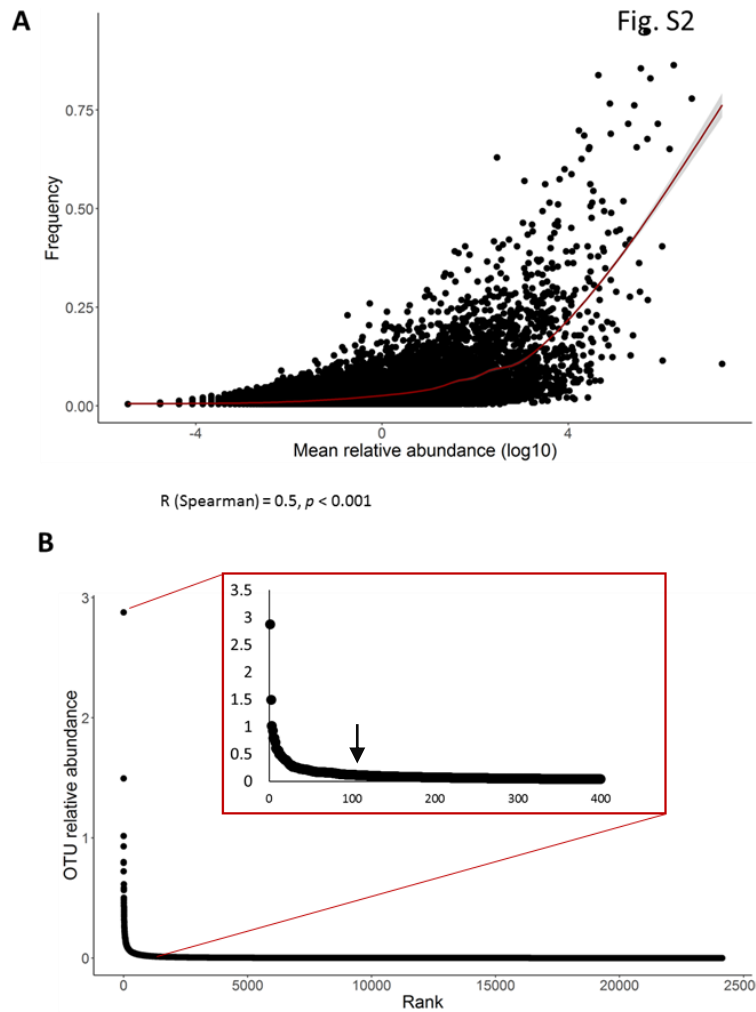 A
Fig. S2
0.75
0.50
0.25
0.00
Frequency
-4 0 4
Mean relative abundance (log10)
R (Spearman) = 0.5, p < 0.001
B
3
2
1
0
OTU relative abundance
3.5
3
2.5
2
1.5
1
0.5
0
0 100 200 300 400
0 5000 10000 15000 20000 2500
Rank